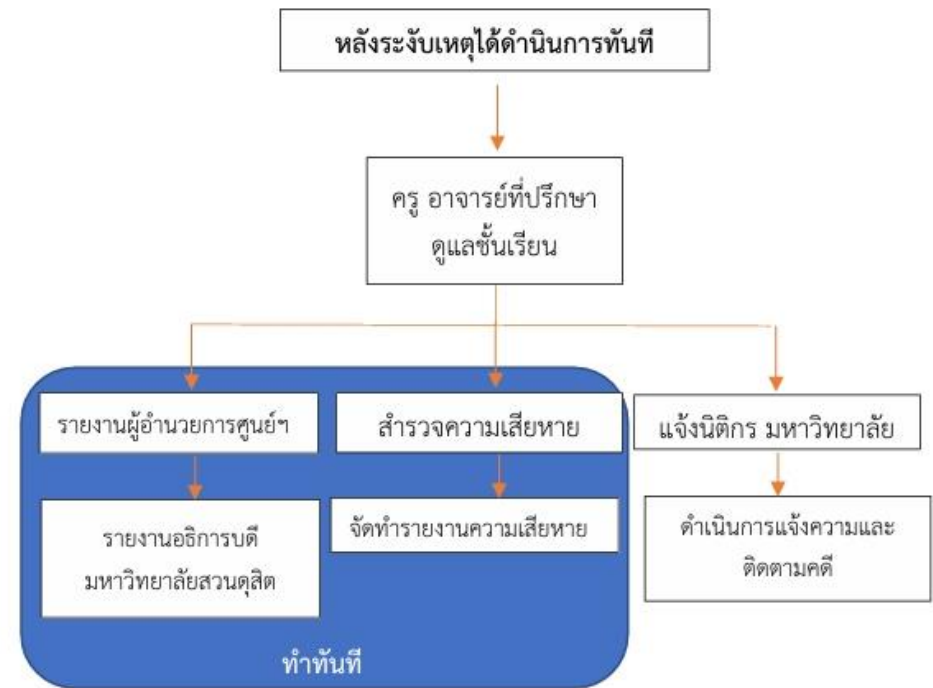 หลังระงับเหตุได้ดำนินการทันที
ครู อาจารย์ที่ปรึกษา
ดูแลชั้นเรียน
รายงานผู้อำนวยการศูนย์ฯ
สำรวจความเสียหาย
แจ้งนิติกร มหาวิทยาลัย
รายงานอธิการบดี
มหาวิทยาลัยสวนดุสิต
จัดทำรายงานความเสียหาย
ดำเนินการแจ้งความและ
ติดตามคดี
ทำทันที